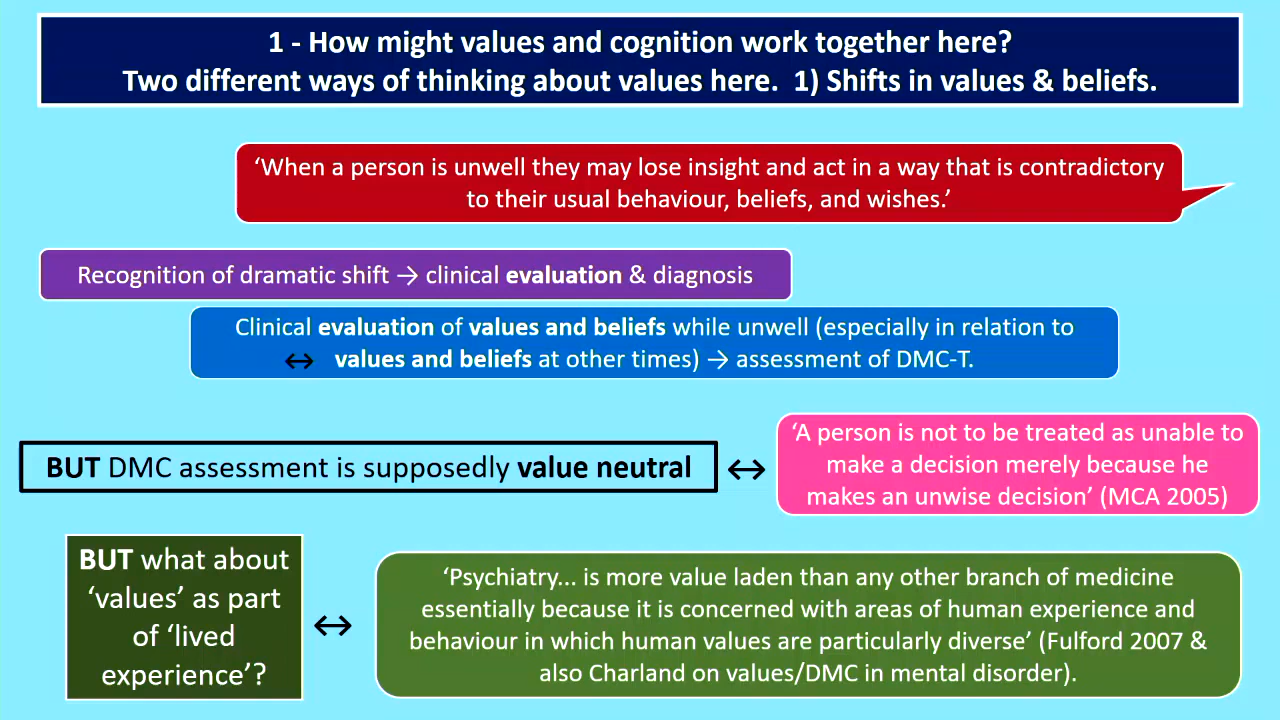 1 - How might values and cognition work together here?
Two different ways of thinking about values here.  1) Shifts in values & beliefs.
‘When a person is unwell they may lose insight and act in a way that is contradictory
to their usual behaviour, beliefs, and wishes.’
Recognition of dramatic shift → clinical evaluation & diagnosis
Clinical evaluation of values and beliefs while unwell (especially in relation to
↔ values and beliefs at other times) → assessment of DMC-T.
BUT DMC assessment is supposedly value neutral
↔
‘A person is not to be treated as unable to
make a decision merely because he
makes an unwise decision’ (MCA 2005)
BUT what about
‘values’ as part
of ‘lived
experience’?
↔
‘Psychiatry... is more value laden than any other branch of medicine
essentially because it is concerned with areas of human experience and
behaviour in which human values are particularly diverse’ (Fulford 2007 &
also Charland on values/DMC in mental disorder).